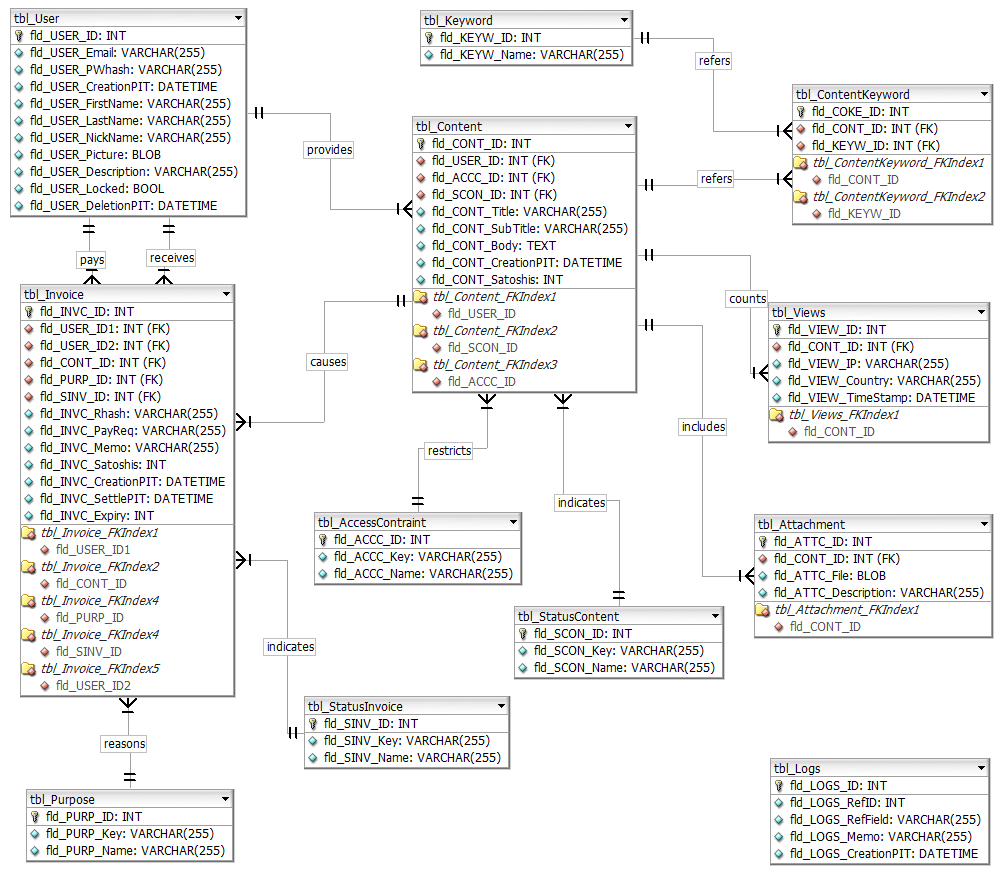 tbl_User
fld_USER_ID: INT
fld_USER_Email: VARCHAR(255)
fld_USER_PWhash: VARCHAR(255)
fld_USER_CreationPIT: DATETIME
fld_USER_FirstName: VARCHAR(255)
fld_USER_LastName: VARCHAR(255)
fld_USER_NickName: VARCHAR(255)
fld_USER_Picture: BLOB
fld_USER_Description: VARCHAR(255)
fld_USER_Locked: BOOL
fld_USER_DeletionPIT: DATETIME
tbl_Keyword
fld_KEYW_ID: INT
fld_KEYW_Name: VARCHAR(255)
refers
tbl_ContentKeyword
fld_COKE_ID: INT
fld_CONT_ID: INT (FK)
fld_KEYW_ID: INT (FK)
tbl_ContentKeyword_FKIndex1
fld_CONT_ID
tbl_ContentKeyword_FKIndex2
fld_KEYW_ID
provides
tbl_Content
fld_CONT_ID: INT
fld_USER_ID: INT (FK)
fld_ACCC_ID: INT (FK)
fld_SCON_ID: INT (FK)
fld_CONT_Title: VARCHAR(255)
fld_CONT_SubTitle: VARCHAR(255)
fld_CONT_Body: TEXT
fld_CONT_CreationPIT: DATETIME
fld_CONT_Satoshis: INT
tbl_Content_FKIndex1
fld_USER_ID
tbl_Content_FKIndex2
fld_SCON_ID
tbl_Content_FKIndex3
fld_ACCC_ID
refers
pays
receives
tbl_Invoice
fld_INVC_ID: INT
fld_USER_ID1: INT (FK)
fld_USER_ID2: INT (FK)
fld_CONT_ID: INT (FK)
fld_PURP_ID: INT (FK)
fld_SINV_ID: INT (FK)
fld_INVC_Rhash: VARCHAR(255)
fld_INVC_PayReq: VARCHAR(255)
fld_INVC_Memo: VARCHAR(255)
fld_INVC_Satoshis: INT
fld_INVC_CreationPIT: DATETIME
fld_INVC_SettlePIT: DATETIME
fld_INVC_Expiry: INT
tbl_Invoice_FKIndex1
fld_USER_ID1
tbl_Invoice_FKIndex2
fld_CONT_ID
tbl_Invoice_FKIndex4
fld_PURP_ID
tbl_Invoice_FKIndex4
fld_SINV_ID
tbl_Invoice_FKIndex5
fld_USER_ID2
causes
counts
tbl_Views
fld_VIEW_ID: INT
fld_CONT_ID: INT (FK)
fld_VIEW_IP: VARCHAR(255)
fld_VIEW_Country: VARCHAR(255)
fld_VIEW_TimeStamp: DATETIME
tbl_Views_FKIndex1
fld_CONT_ID
includes
restricts
indicates
tbl_AccessContraint
fld_ACCC_ID: INT
fld_ACCC_Key: VARCHAR(255)
fld_ACCC_Name: VARCHAR(255)
tbl_Attachment
fld_ATTC_ID: INT
fld_CONT_ID: INT (FK)
fld_ATTC_File: BLOB
fld_ATTC_Description: VARCHAR(255)
tbl_Attachment_FKIndex1
fld_CONT_ID
tbl_StatusContent
fld_SCON_ID: INT
fld_SCON_Key: VARCHAR(255)
fld_SCON_Name: VARCHAR(255)
indicates
tbl_StatusInvoice
fld_SINV_ID: INT
fld_SINV_Key: VARCHAR(255)
fld_SINV_Name: VARCHAR(255)
reasons
tbl_Purpose
fld_PURP_ID: INT
fld_PURP_Key: VARCHAR(255)
fld_PURP_Name: VARCHAR(255)
tbl_Logs
fld_LOGS_ID: INT
fld_LOGS_RefID: INT
fld_LOGS_RefField: VARCHAR(255)
fld_LOGS_Memo: VARCHAR(255)
fld_LOGS_CreationPIT: DATETIME